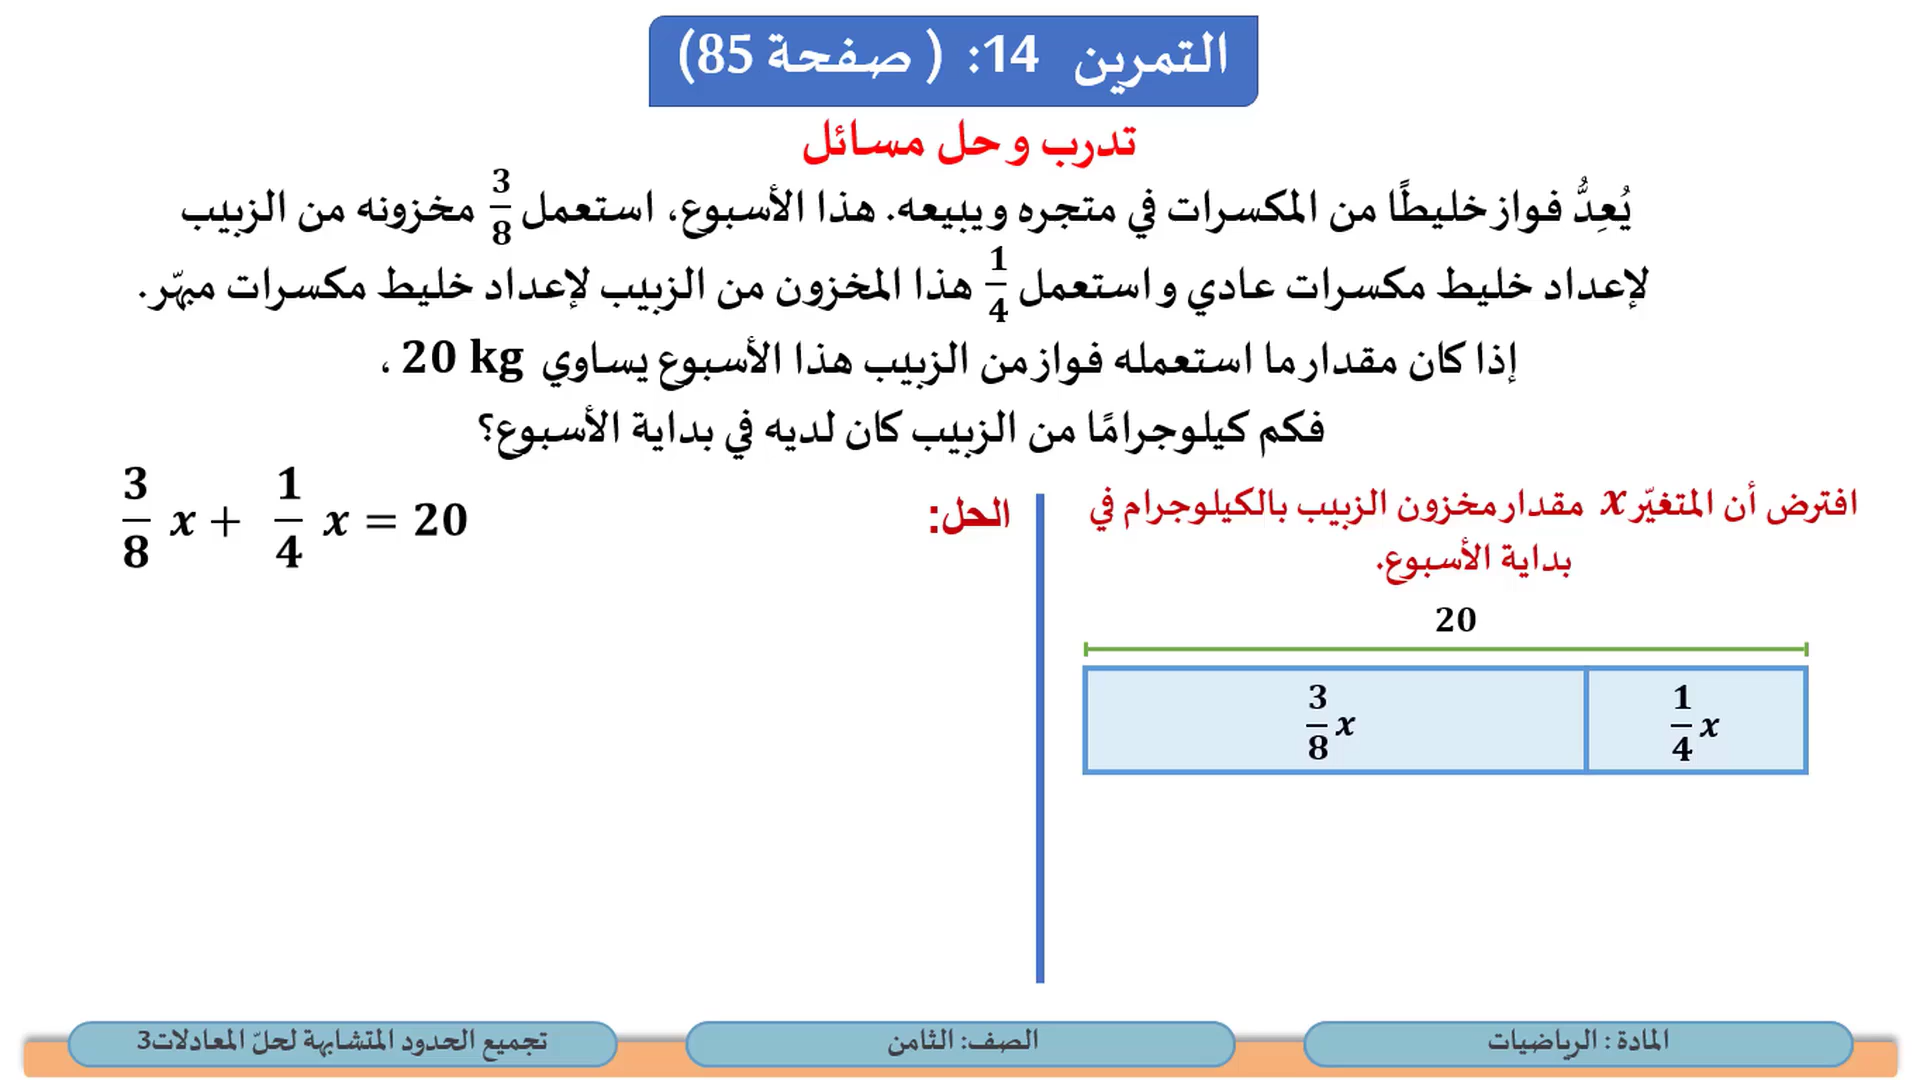 التمرين 14: ( صفحة 85)
تدرب و حل مسائل
يُعِدُّ فواز خليطًا من المكسرات في متجره ويبيعه. هذا الأسبوع، استعمل 3/8 مخزونه من الزبيب
لإعداد خليط مكسرات عادي واستعمل 1/4 هذا المخزون من الزبيب لإعداد خليط مكسرات مبهّر.
إذا كان مقدار ما استعمله فواز من الزبيب هذا الأسبوع يساوي 20 kg ،
فكم كيلوجرامًا من الزبيب كان لديه في بداية الأسبوع؟
افترض أن المتغيّر x مقدار مخزون الزبيب بالكيلوجرام في
بداية الأسبوع.
20
3/8 x
1/4 x
الحل:
3/8 x + 1/4 x = 20
المادة : الرياضيات
الصف: الثامن
تجميع الحدود المتشابهة لحلّ المعادلات3